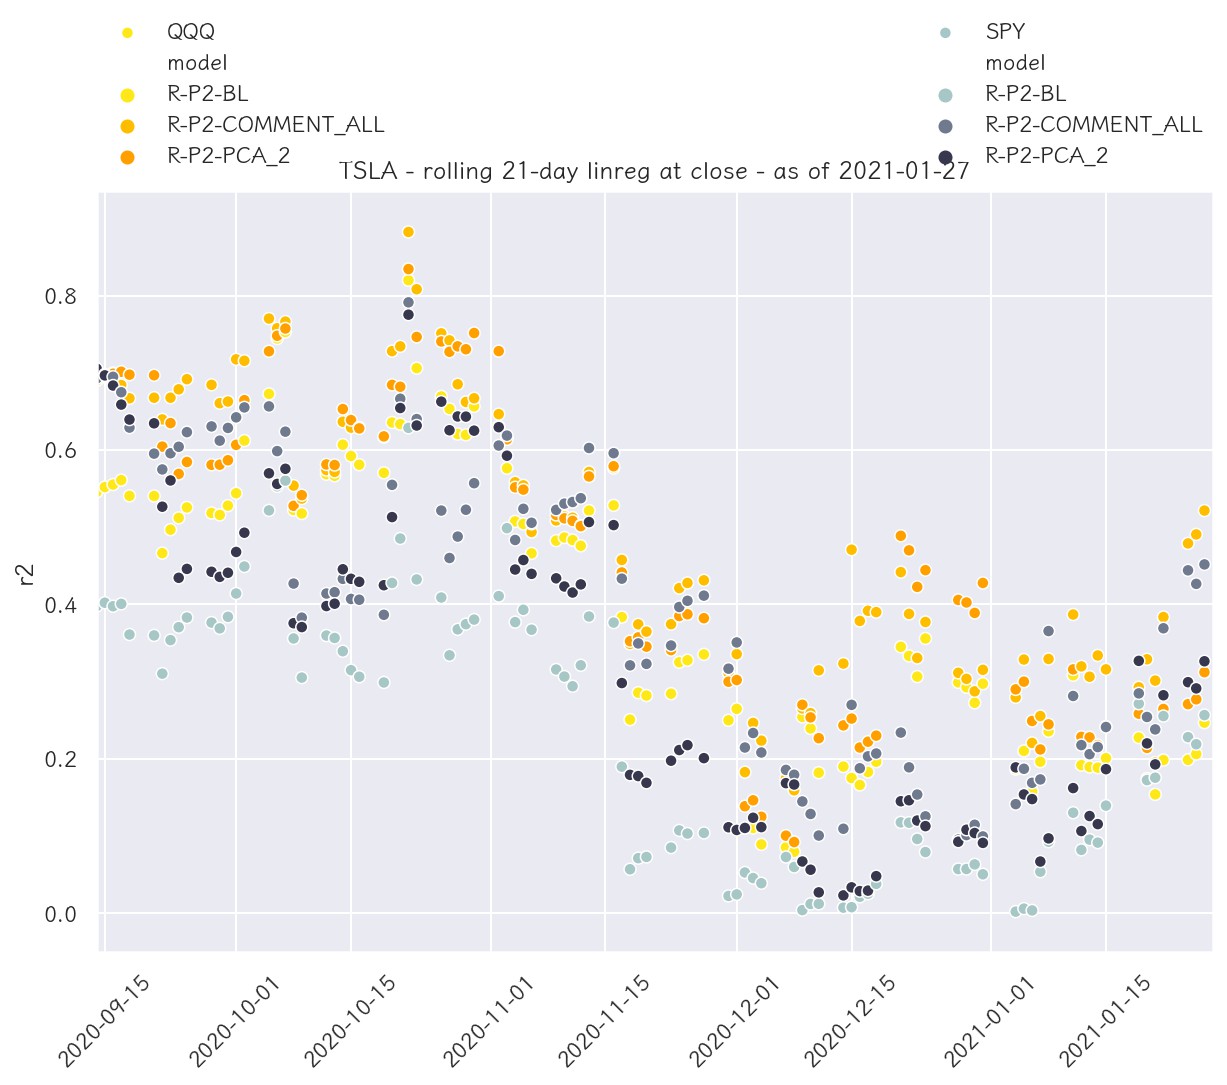 QQQ
model
R-P2-BL
R-P2-COMMENT_ALL
R-P2-PCA_2
SPY
model
R-P2-BL
R-P2-COMMENT_ALL
R-P2-PCA_2
TSLA - rolling 21-day linreg at close - as of 2021-01-27
r2
0.8
0.6
0.4
0.2
0.0
2020-09-15
2020-10-01
2020-10-15
2020-11-01
2020-11-15
2020-12-01
2020-12-15
2021-01-01
2021-01-15